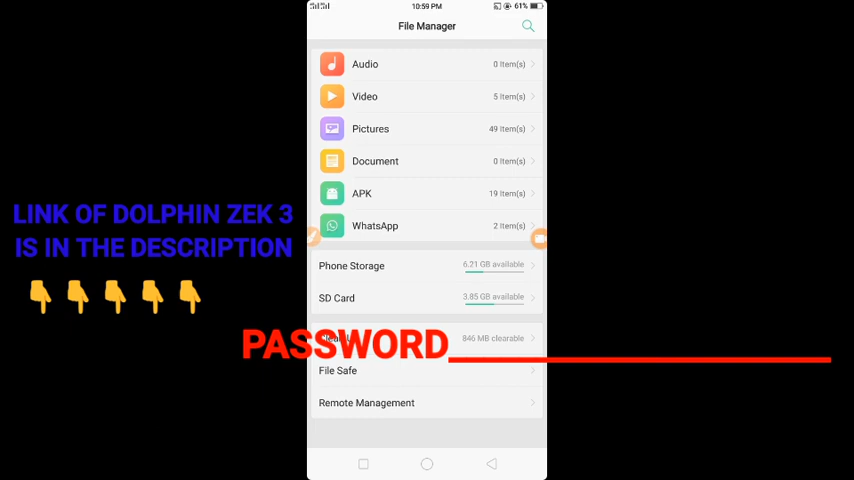 10:59 PM
61%
File Manager
Audio 0 Item(s)
Video 5 Item(s)
Pictures 49 Item(s)
Document 0 Item(s)
APK 19 Item(s)
WhatsApp 2 Item(s)
LINK OF DOLPHIN ZEK 3
IS IN THE DESCRIPTION
Phone Storage 6.21 GB available
SD Card 3.85 GB available
846 MB clearable
PASSWORD
File Safe
Remote Management